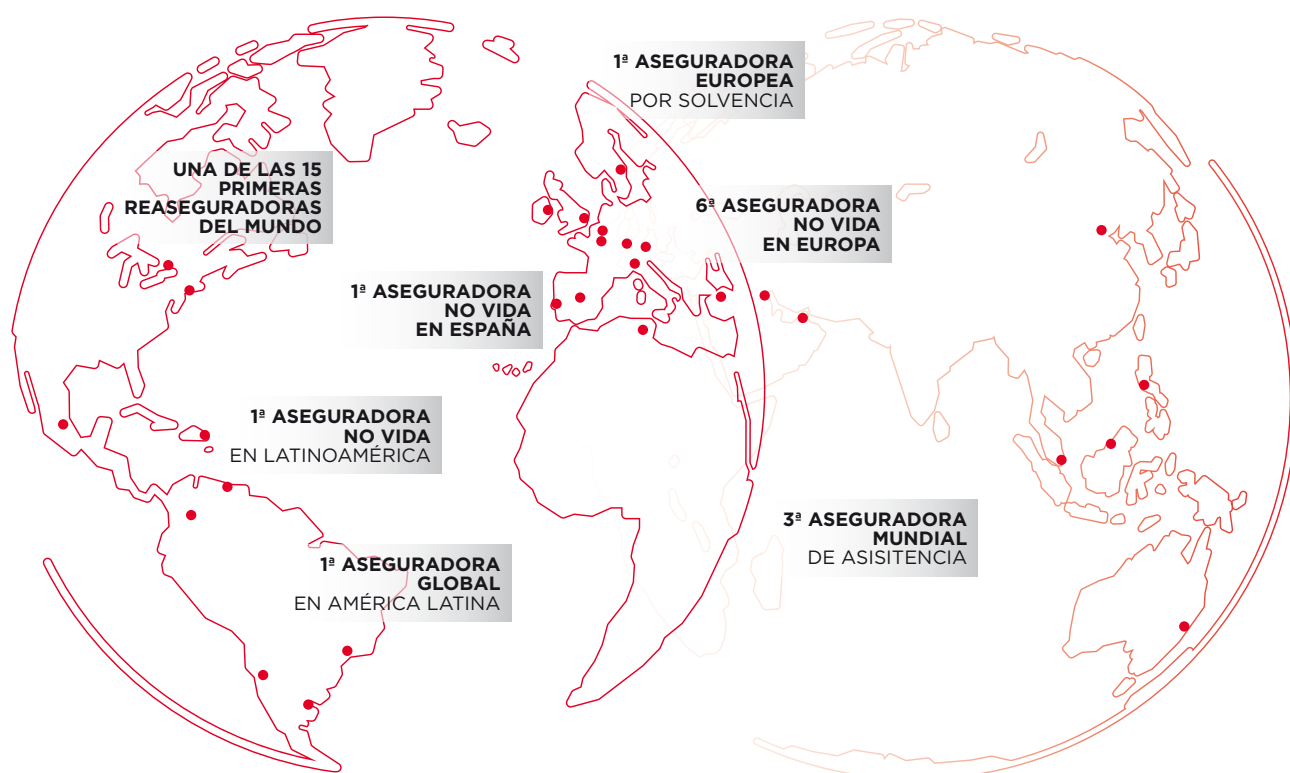 1ª ASEGURADORA
EUROPEA
POR SOLVENCIA
UNA DE LAS 15
PRIMERAS
REASEGURADORAS
DEL MUNDO
6ª ASEGURADORA
NO VIDA
EN EUROPA
1ª ASEGURADORA
NO VIDA
EN ESPAÑA
1ª ASEGURADORA
NO VIDA
EN LATINOAMÉRICA
3ª ASEGURADORA
MUNDIAL
DE ASISITENCIA
1ª ASEGURADORA
GLOBAL
EN AMÉRICA LATINA